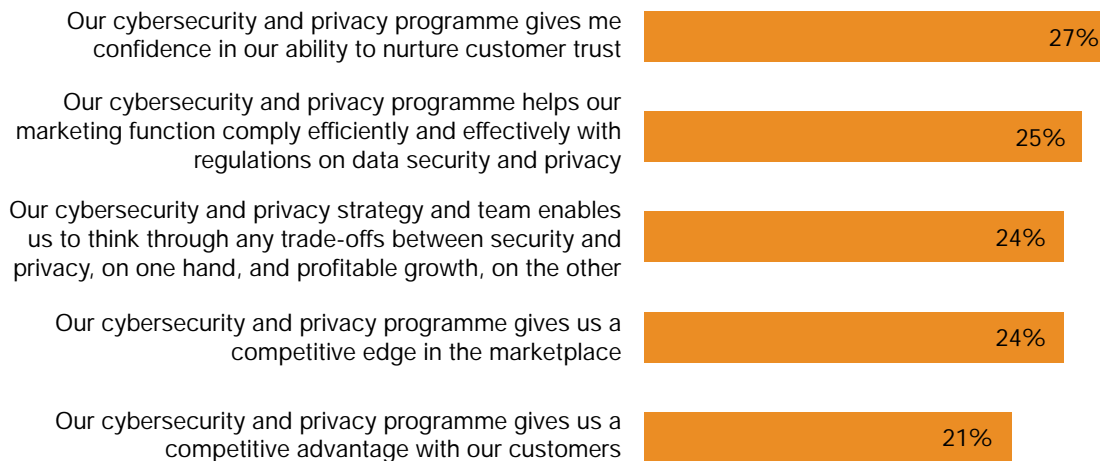 Our cybersecurity and privacy programme gives me
confidence in our ability to nurture customer trust
27%
Our cybersecurity and privacy programme helps our
marketing function comply efficiently and effectively with
regulations on data security and privacy
25%
Our cybersecurity and privacy strategy and team enables
us to think through any trade-offs between security and
privacy, on one hand, and profitable growth, on the other
24%
Our cybersecurity and privacy programme gives us a
competitive edge in the marketplace
24%
Our cybersecurity and privacy programme gives us a
competitive advantage with our customers
21%